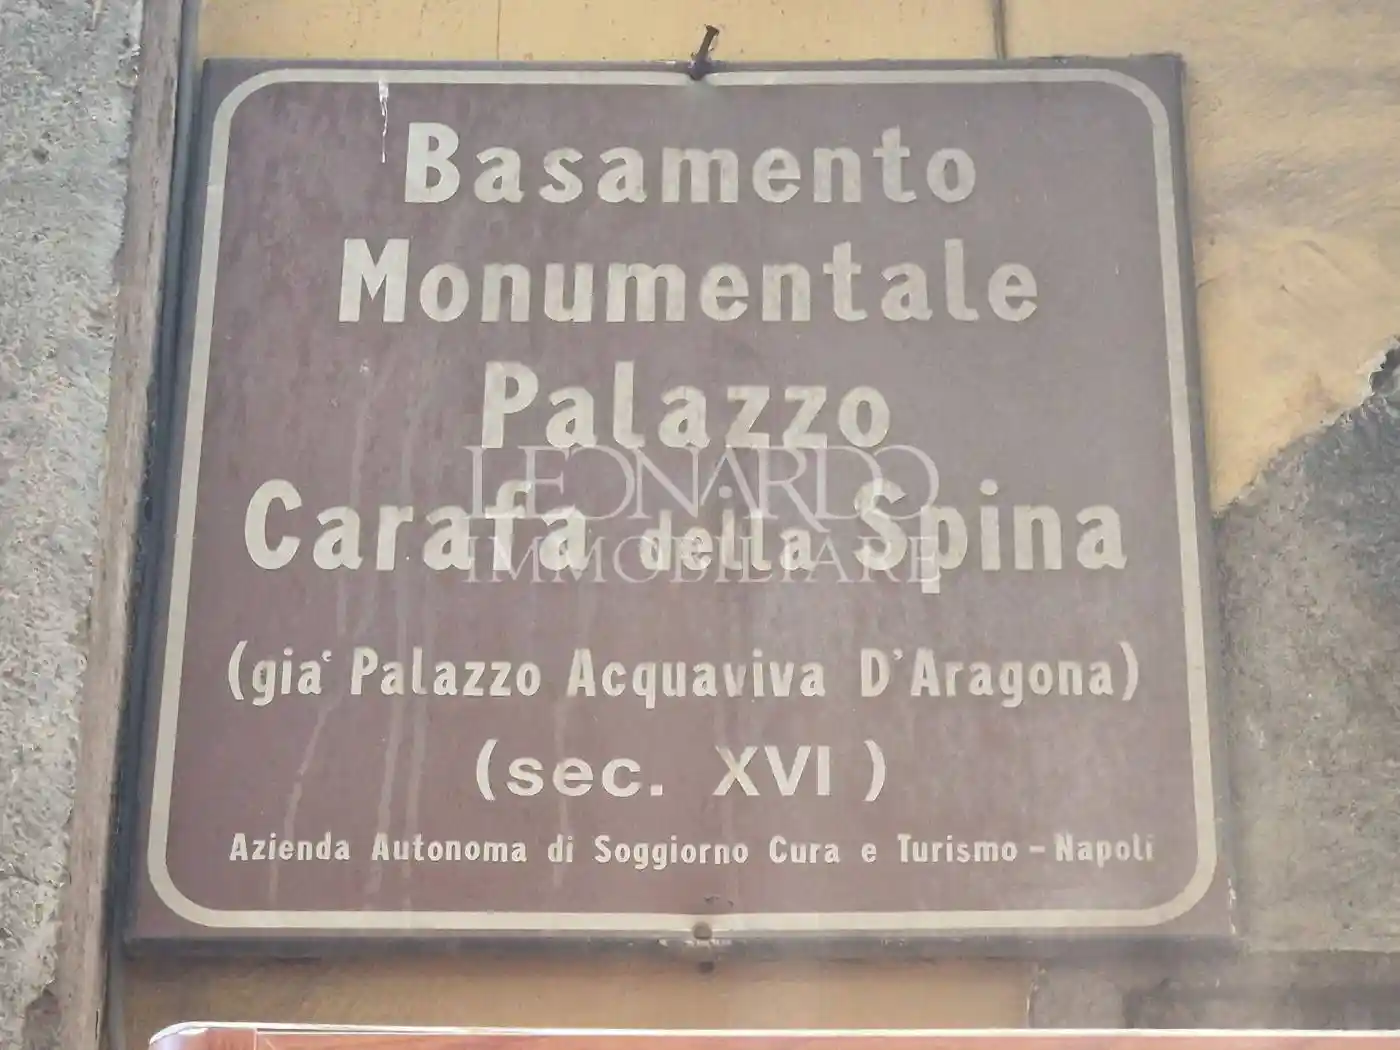 Basamento
Monumentale
Palazzo
Carafa della Spina
(gia' Palazzo Acquaviva D'Aragona)
(sec. XVI)
Azienda Autonoma di Soggiorno Cura e Turismo - Napoli
LEONARDO
IMMOBILIARE